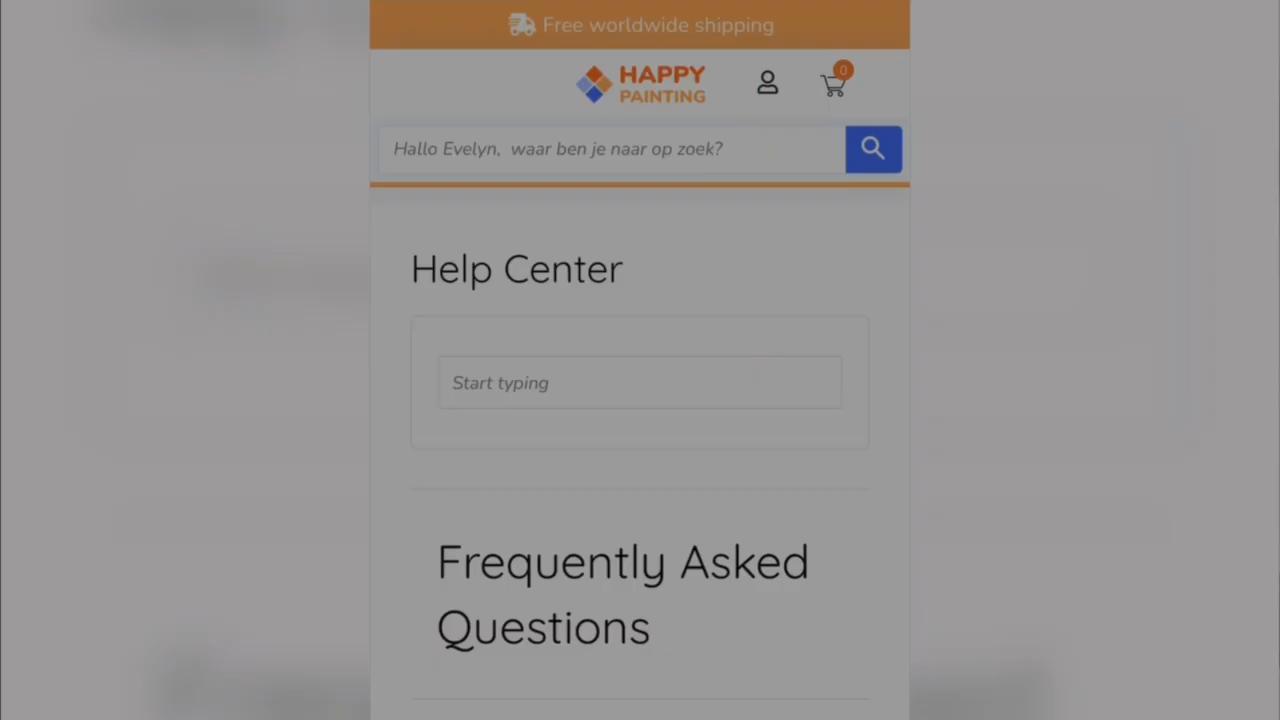 Free worldwide shipping
HAPPY
PAINTING
0
Hallo Evelyn, waar ben je naar op zoek?
Help Center
Start typing
Frequently Asked
Questions